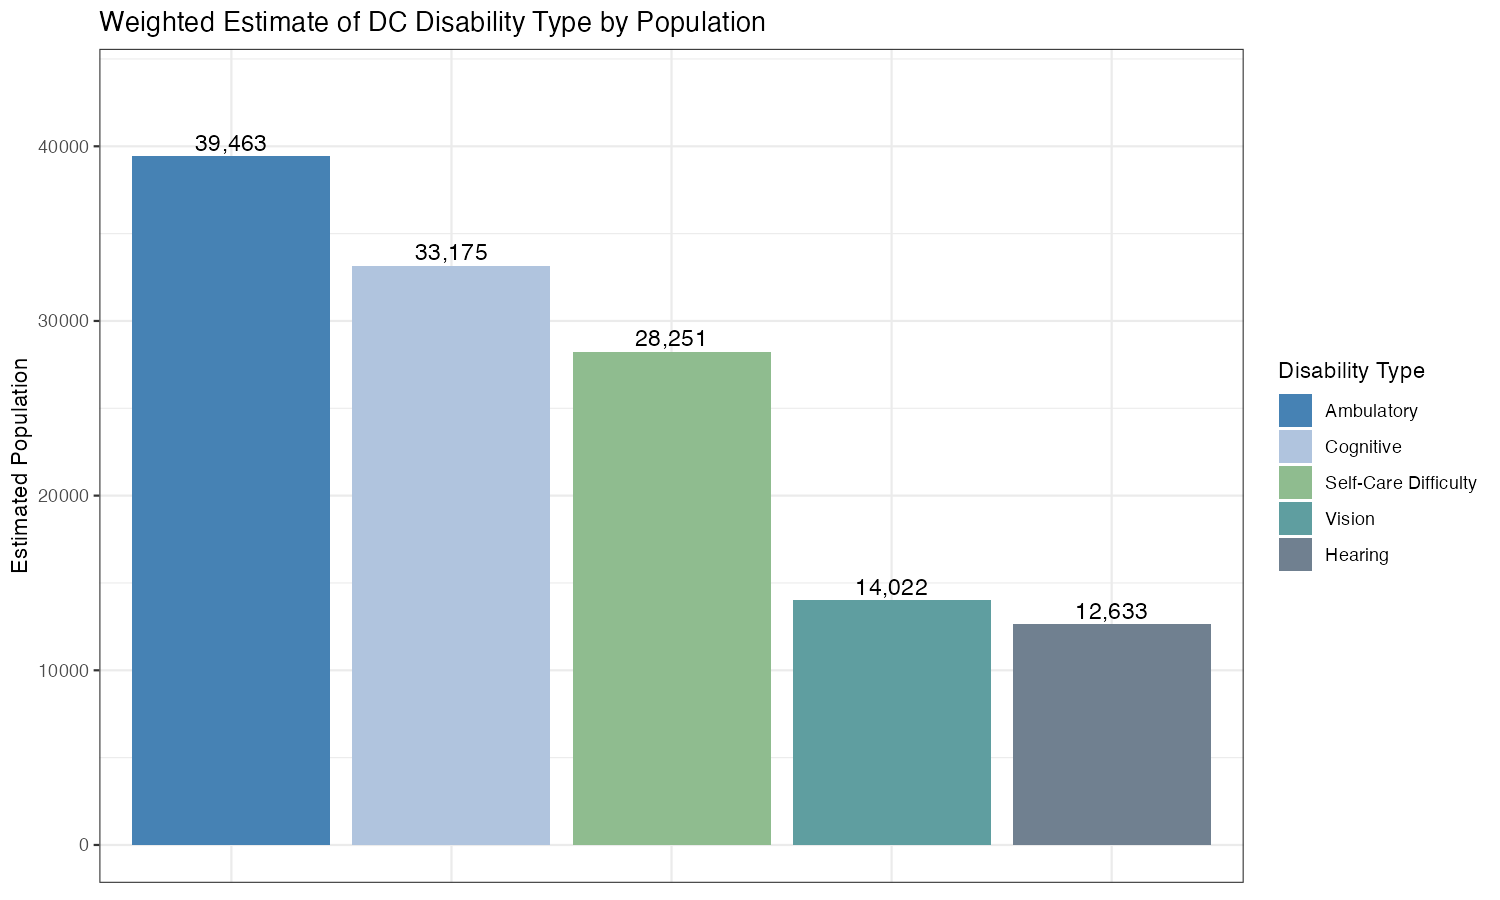 Weighted Estimate of DC Disability Type by Population
Estimated Population
40000
30000
20000
10000
0
39,463
33,175
28,251
14,022
12,633
Disability Type
Ambulatory
Cognitive
Self-Care Difficulty
Vision
Hearing